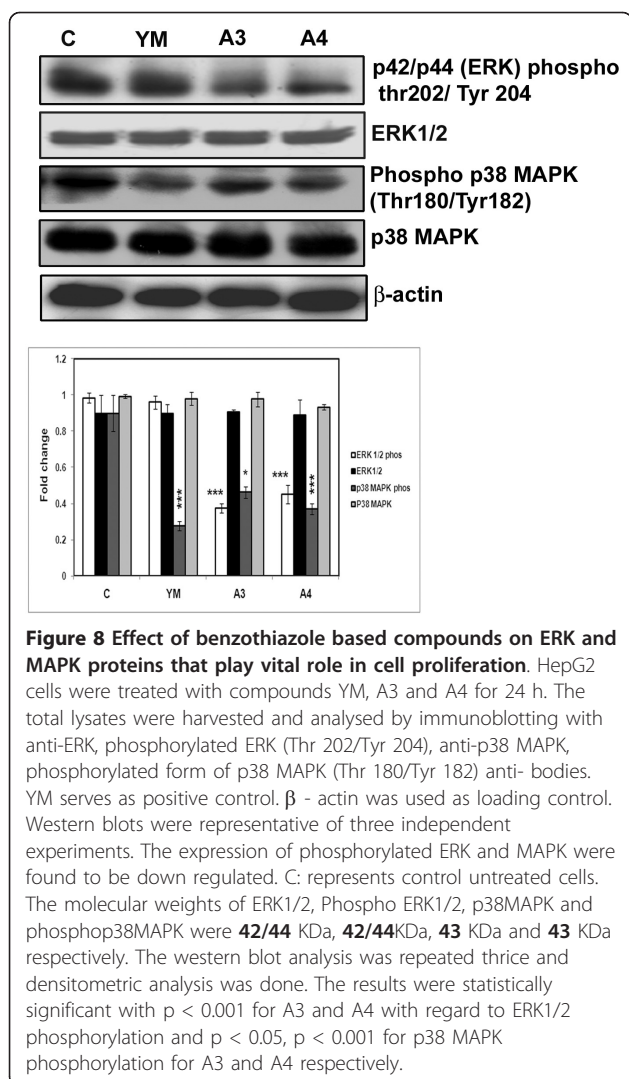 C YM A3 A4
p42/p44 (ERK) phospho
thr202/ Tyr 204
ERK1/2
Phospho p38 MAPK
(Thr180/Tyr182)
p38 MAPK
β-actin
1.2
1
0.8
0.6
0.4
0.2
0
Fold change
***
***
*
***
***
ERK 1/2 phos
ERK1/2
p38 MAPK phos
P38 MAPK
C YM A3 A4
Figure 8 Effect of benzothiazole based compounds on ERK and
MAPK proteins that play vital role in cell proliferation. HepG2
cells were treated with compounds YM, A3 and A4 for 24 h. The
total lysates were harvested and analysed by immunoblotting with
anti-ERK, phosphorylated ERK (Thr 202/Tyr 204), anti-p38 MAPK,
phosphorylated form of p38 MAPK (Thr 180/Tyr 182) anti- bodies.
YM serves as positive control. β - actin was used as loading control.
Western blots were representative of three independent
experiments. The expression of phosphorylated ERK and MAPK were
found to be down regulated. C: represents control untreated cells.
The molecular weights of ERK1/2, Phospho ERK1/2, p38MAPK and
phosphop38MAPK were 42/44 KDa, 42/44KDa, 43 KDa and 43 KDa
respectively. The western blot analysis was repeated thrice and
densitometric analysis was done. The results were statistically
significant with p < 0.001 for A3 and A4 with regard to ERK1/2
phosphorylation and p < 0.05, p < 0.001 for p38 MAPK
phosphorylation for A3 and A4 respectively.